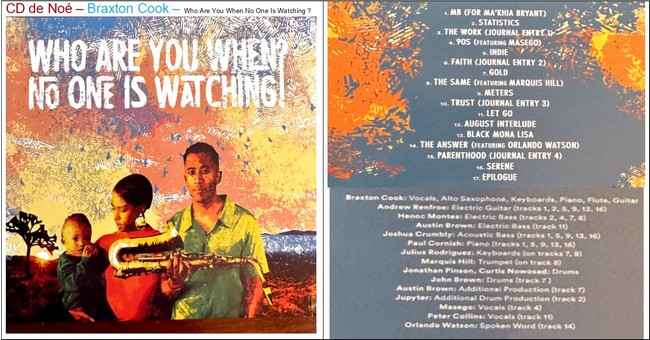 CD de Noé – Braxton Cook – Who Are You When No One Is Watching ?
WHO ARE YOU WHEN?
NO ONE IS WATCHING!
1. MB (FOR MA'KHIA BRYANT)
2. STATISTICS
3. THE WORK (JOURNAL ENTRY 1)
4. 90S (FEATURING MASEGO)
5. INDIE
6. FAITH (JOURNAL ENTRY 2)
7. GOLD
8. THE SAME (FEATURING MARQUIS HILL)
9. METERS
10. TRUST (JOURNAL ENTRY 3)
11. LET GO
12. AUGUST INTERLUDE
13. BLACK MONA LISA
14. THE ANSWER (FEATURING ORLANDO WATSON)
15. PARENTHOOD (JOURNAL ENTRY 4)
16. SERENE
17. EPILOGUE
Braxton Cook: Vocals, Alto Saxophone, Keyboards, Piano, Flute, Guitar
Andrew Renfroe: Electric Guitar (tracks 1, 2, 5, 9, 13, 16)
Henoc Montes: Electric Bass (tracks 2, 4, 7, 8)
Austin Brown: Electric Bass (track 11)
Joshua Crumbly: Acoustic Bass (tracks 1, 5, 9, 13, 16)
Paul Cornish: Piano (tracks 1, 5, 9, 13, 16)
Julius Rodriguez: Keyboards (on tracks 7, 8)
Marquis Hill: Trumpet (on track 8)
Jonathan Pinson, Curtis Nowosad: Drums
John Brown: Drums (track 7 )
Austin Brown: Additional Production (track 7)
Jupyter: Additional Drum Production (track 2)
Masego: Vocals (track 4)
Peter Collins: Vocals (track 11)
Orlando Watson: Spoken Word (track 14)